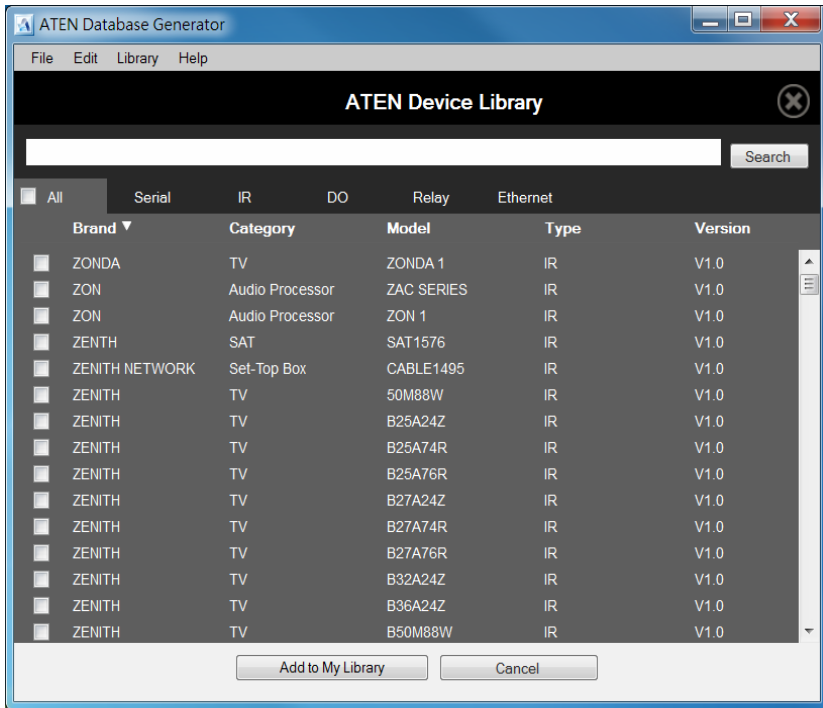 ATEN Database Generator
File Edit Library Help
ATEN Device Library
Search
All Serial IR DO Relay Ethernet
Brand ▼ Category Model Type Version
ZONDA TV ZONDA 1 IR V1.0
ZON Audio Processor ZAC SERIES IR V1.0
ZON Audio Processor ZON 1 IR V1.0
ZENTH SAT SAT1576 IR V1.0
ZENITH NETWORK Set-Top Box CABLE1495 IR V1.0
ZENITH TV 50M88W IR V1.0
ZENITH TV B25A24Z IR V1.0
ZENITH TV B25A74R IR V1.0
ZENITH TV B25A76R IR V1.0
ZENITH TV B27A24Z IR V1.0
ZENITH TV B27A74R IR V1.0
ZENITH TV B27A76R IR V1.0
ZENITH TV B32A24Z IR V1.0
ZENITH TV B36A24Z IR V1.0
ZENITH TV B50M88W IR V1.0
Add to My Library Cancel